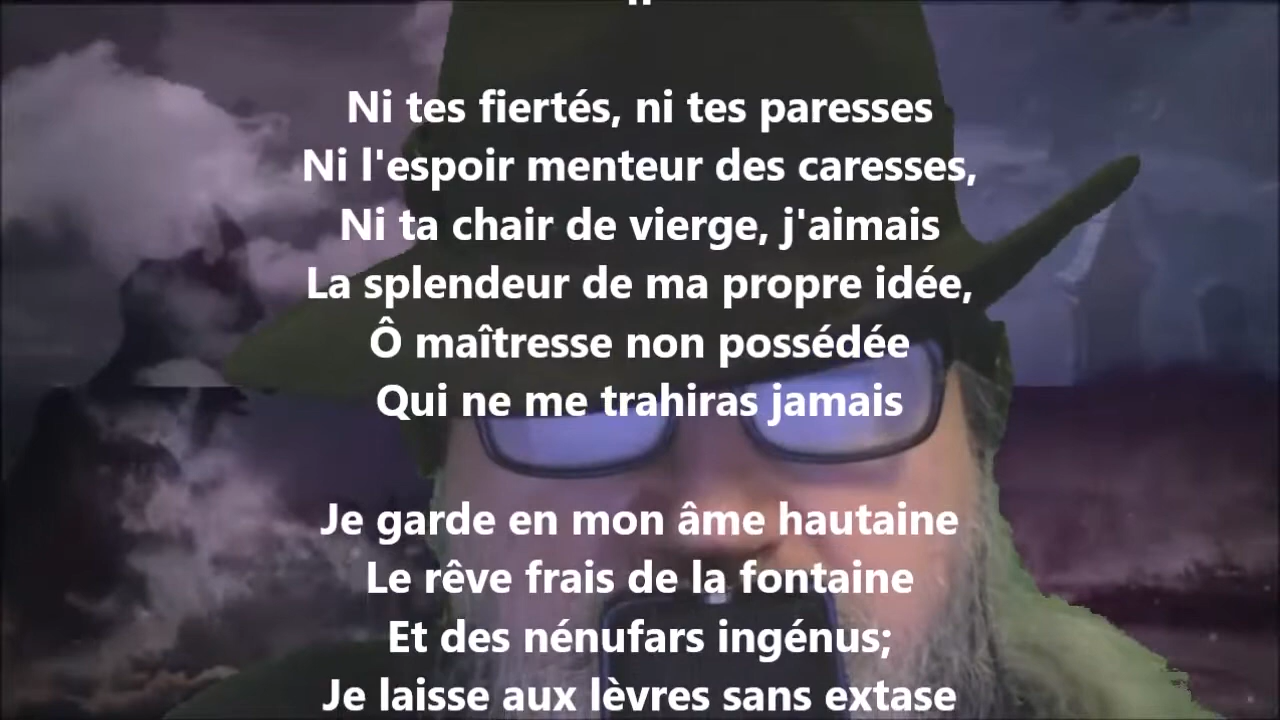 Ni tes fiertés, ni tes paresses
Ni l'espoir menteur des caresses,
Ni ta chair de vierge, j'aimais
La splendeur de ma propre idée,
Ô maîtresse non possédée
Qui ne me trahiras jamais
Je garde en mon âme hautaine
Le rêve frais de la fontaine
Et des nénufars ingénus;
Je laisse aux lèvres sans extase